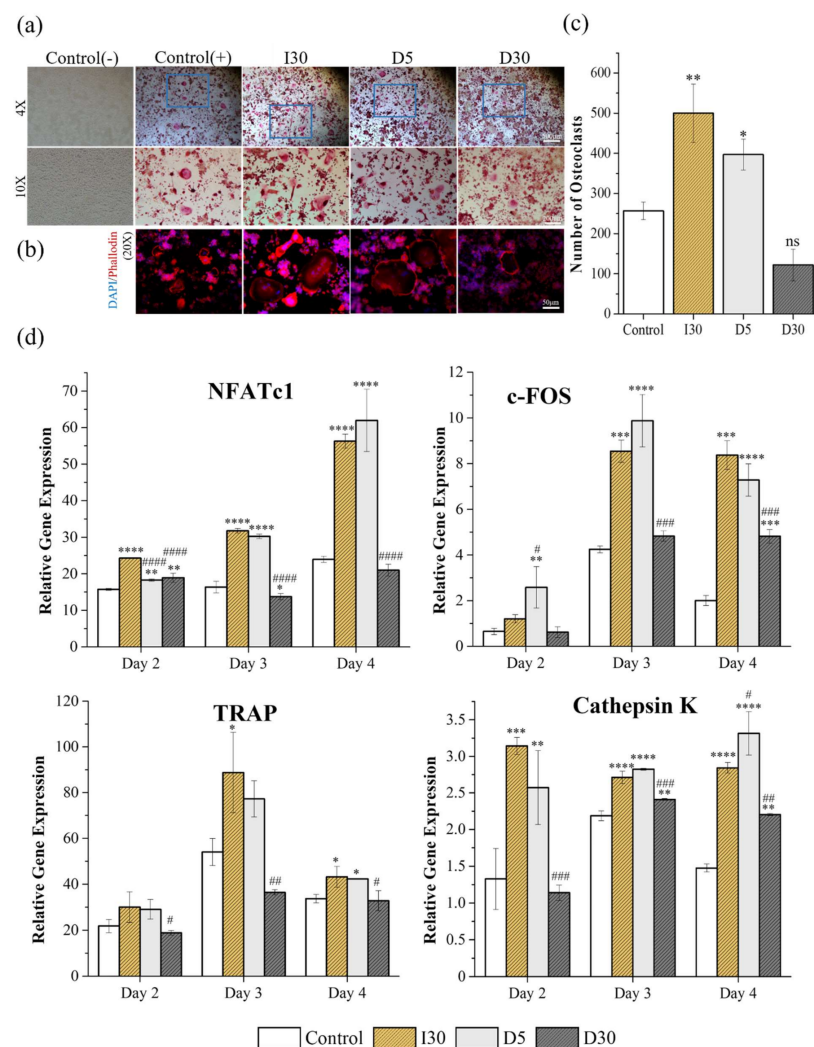 (a)
Control(-) Control(+) I30 D5 D30
4X
10X
(b)
DAPI/Phallodin
(20X)
50μm
(c)
Number of Osteoclasts
600
500
400
300
200
100
0
** * ns
Control I30 D5 D30
(d)
NFATc1
Relative Gene Expression
70
60
50
40
30
20
10
0
**** #### ** #### **
**** **** #### *
**** **** ####
Day 2 Day 3 Day 4
c-FOS
Relative Gene Expression
12
10
8
6
4
2
0
# **
*** **** ###
*** **** ### ***
Day 2 Day 3 Day 4
TRAP
Relative Gene Expression
120
100
80
60
40
20
0
#
* ##
* * #
Day 2 Day 3 Day 4
Cathepsin K
Relative Gene Expression
3.5
3.0
2.5
2.0
1.5
1.0
0.5
0
*** ** ###
**** **** ### **
**** # **** ## **
Day 2 Day 3 Day 4
Control I30 D5 D30